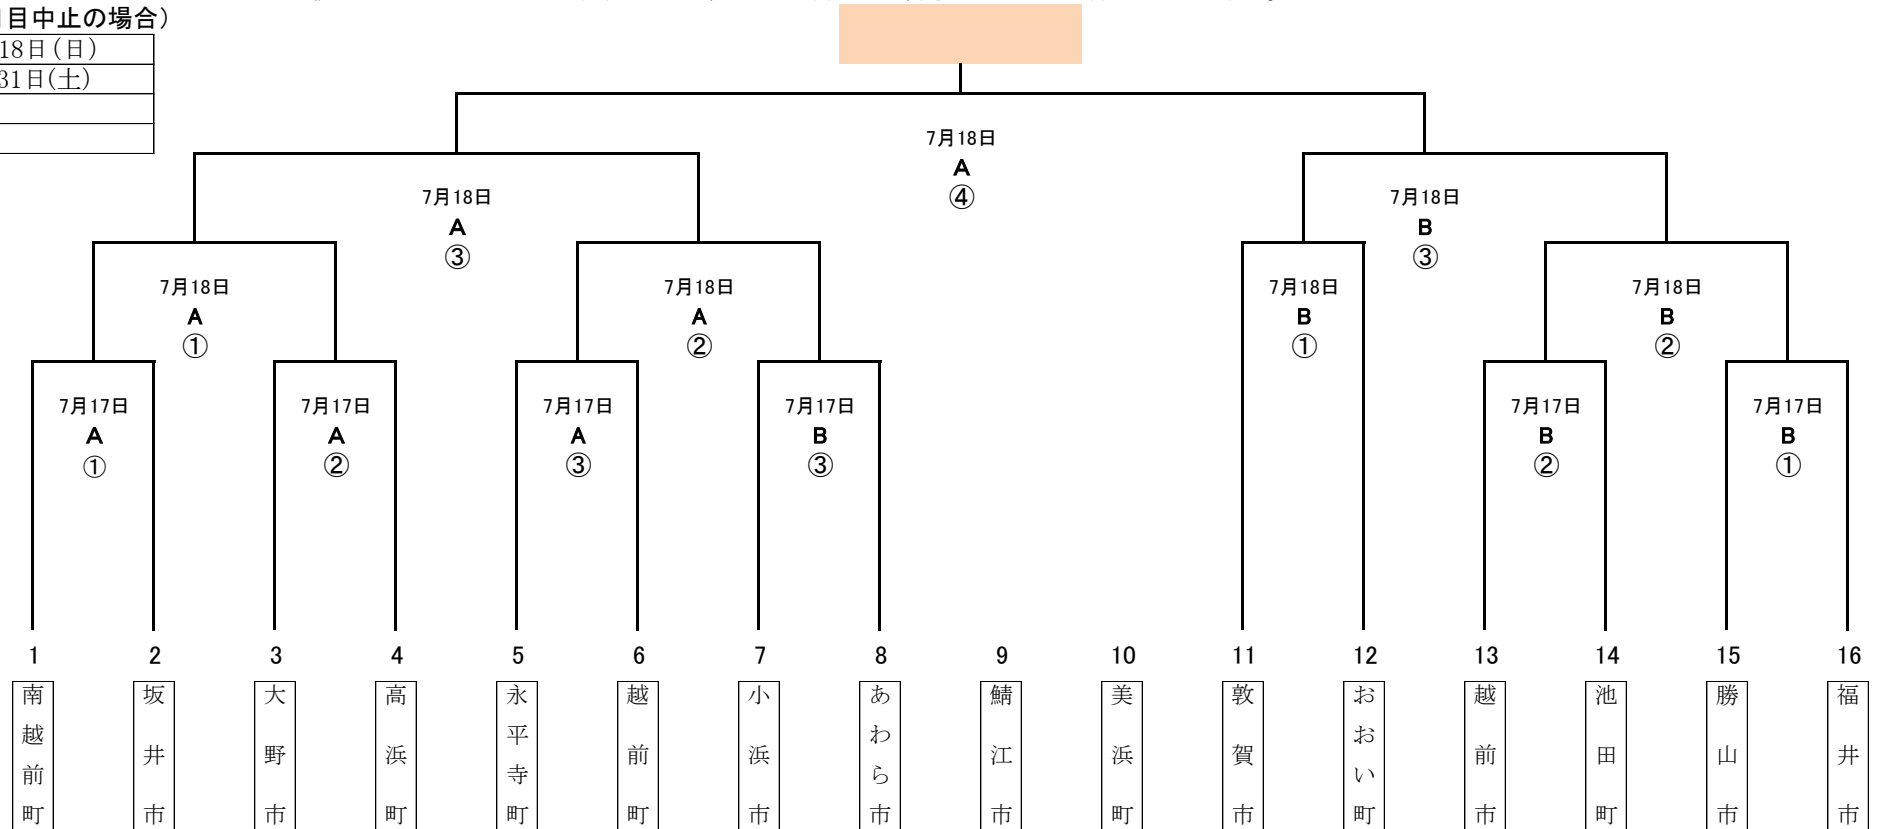 目中止の場合）
18日（日）
31日(土)
7月18日
A
④
7月18日
A
③
7月18日
B
③
7月18日
A
①
7月18日
A
②
7月18日
B
①
7月18日
B
②
7月17日
A
①
7月17日
A
②
7月17日
A
③
7月17日
B
③
7月17日
B
②
7月17日
B
①
1 2 3 4 5 6 7 8 9 10 11 12 13 14 15 16
南越前町
坂井市
大野市
高浜町
永平寺町
越前町
小浜市
あわら市
鯖江市
美浜町
敦賀市
おおい町
越前市
池田町
勝山市
福井市